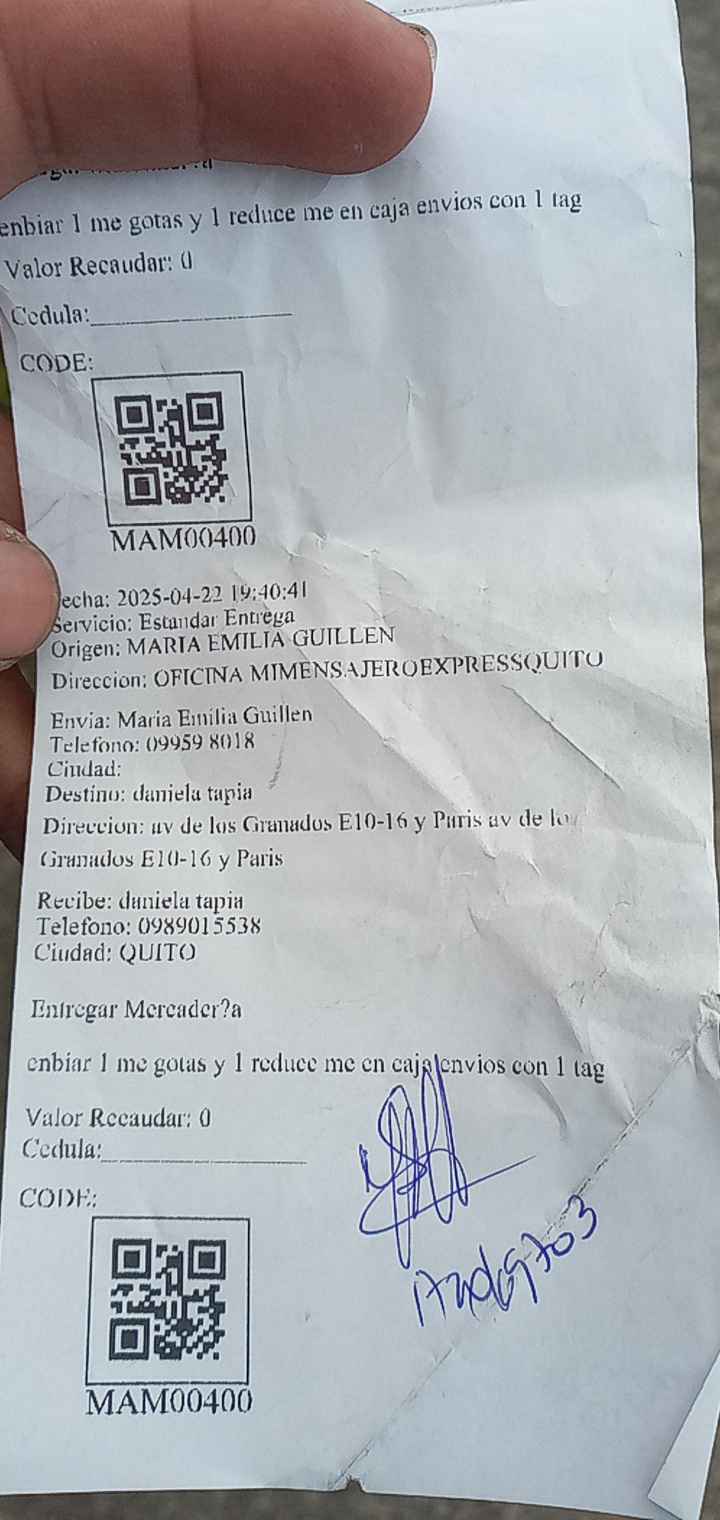 enbiar 1 me gotas y 1 reduce me en caja envios con 1 tag
Valor Recaudar: 0
Cedula:
CODE:
MAM00400
echa: 2025-04-22 19:40:41
Servicio: Estandar Entrega
Origen: MARIA EMILIA GUILLEN
Direccion: OFICINA MIMENSAJEROEXPRESSQUITO
Envia: Maria Emilia Guillen
Telefono: 09959 8018
Ciudad:
Destino: daniela tapia
Direccion: av de los Granados E10-16 y Paris av de lo
Granados E10-16 y Paris
Recibe: daniela tapia
Telefono: 0989015538
Ciudad: QUITO
Entregar Mercader?a
enbiar 1 me gotas y 1 reduce me en caja envios con 1 tag
Valor Recaudar: 0
Cedula:
CODE:
MAM00400